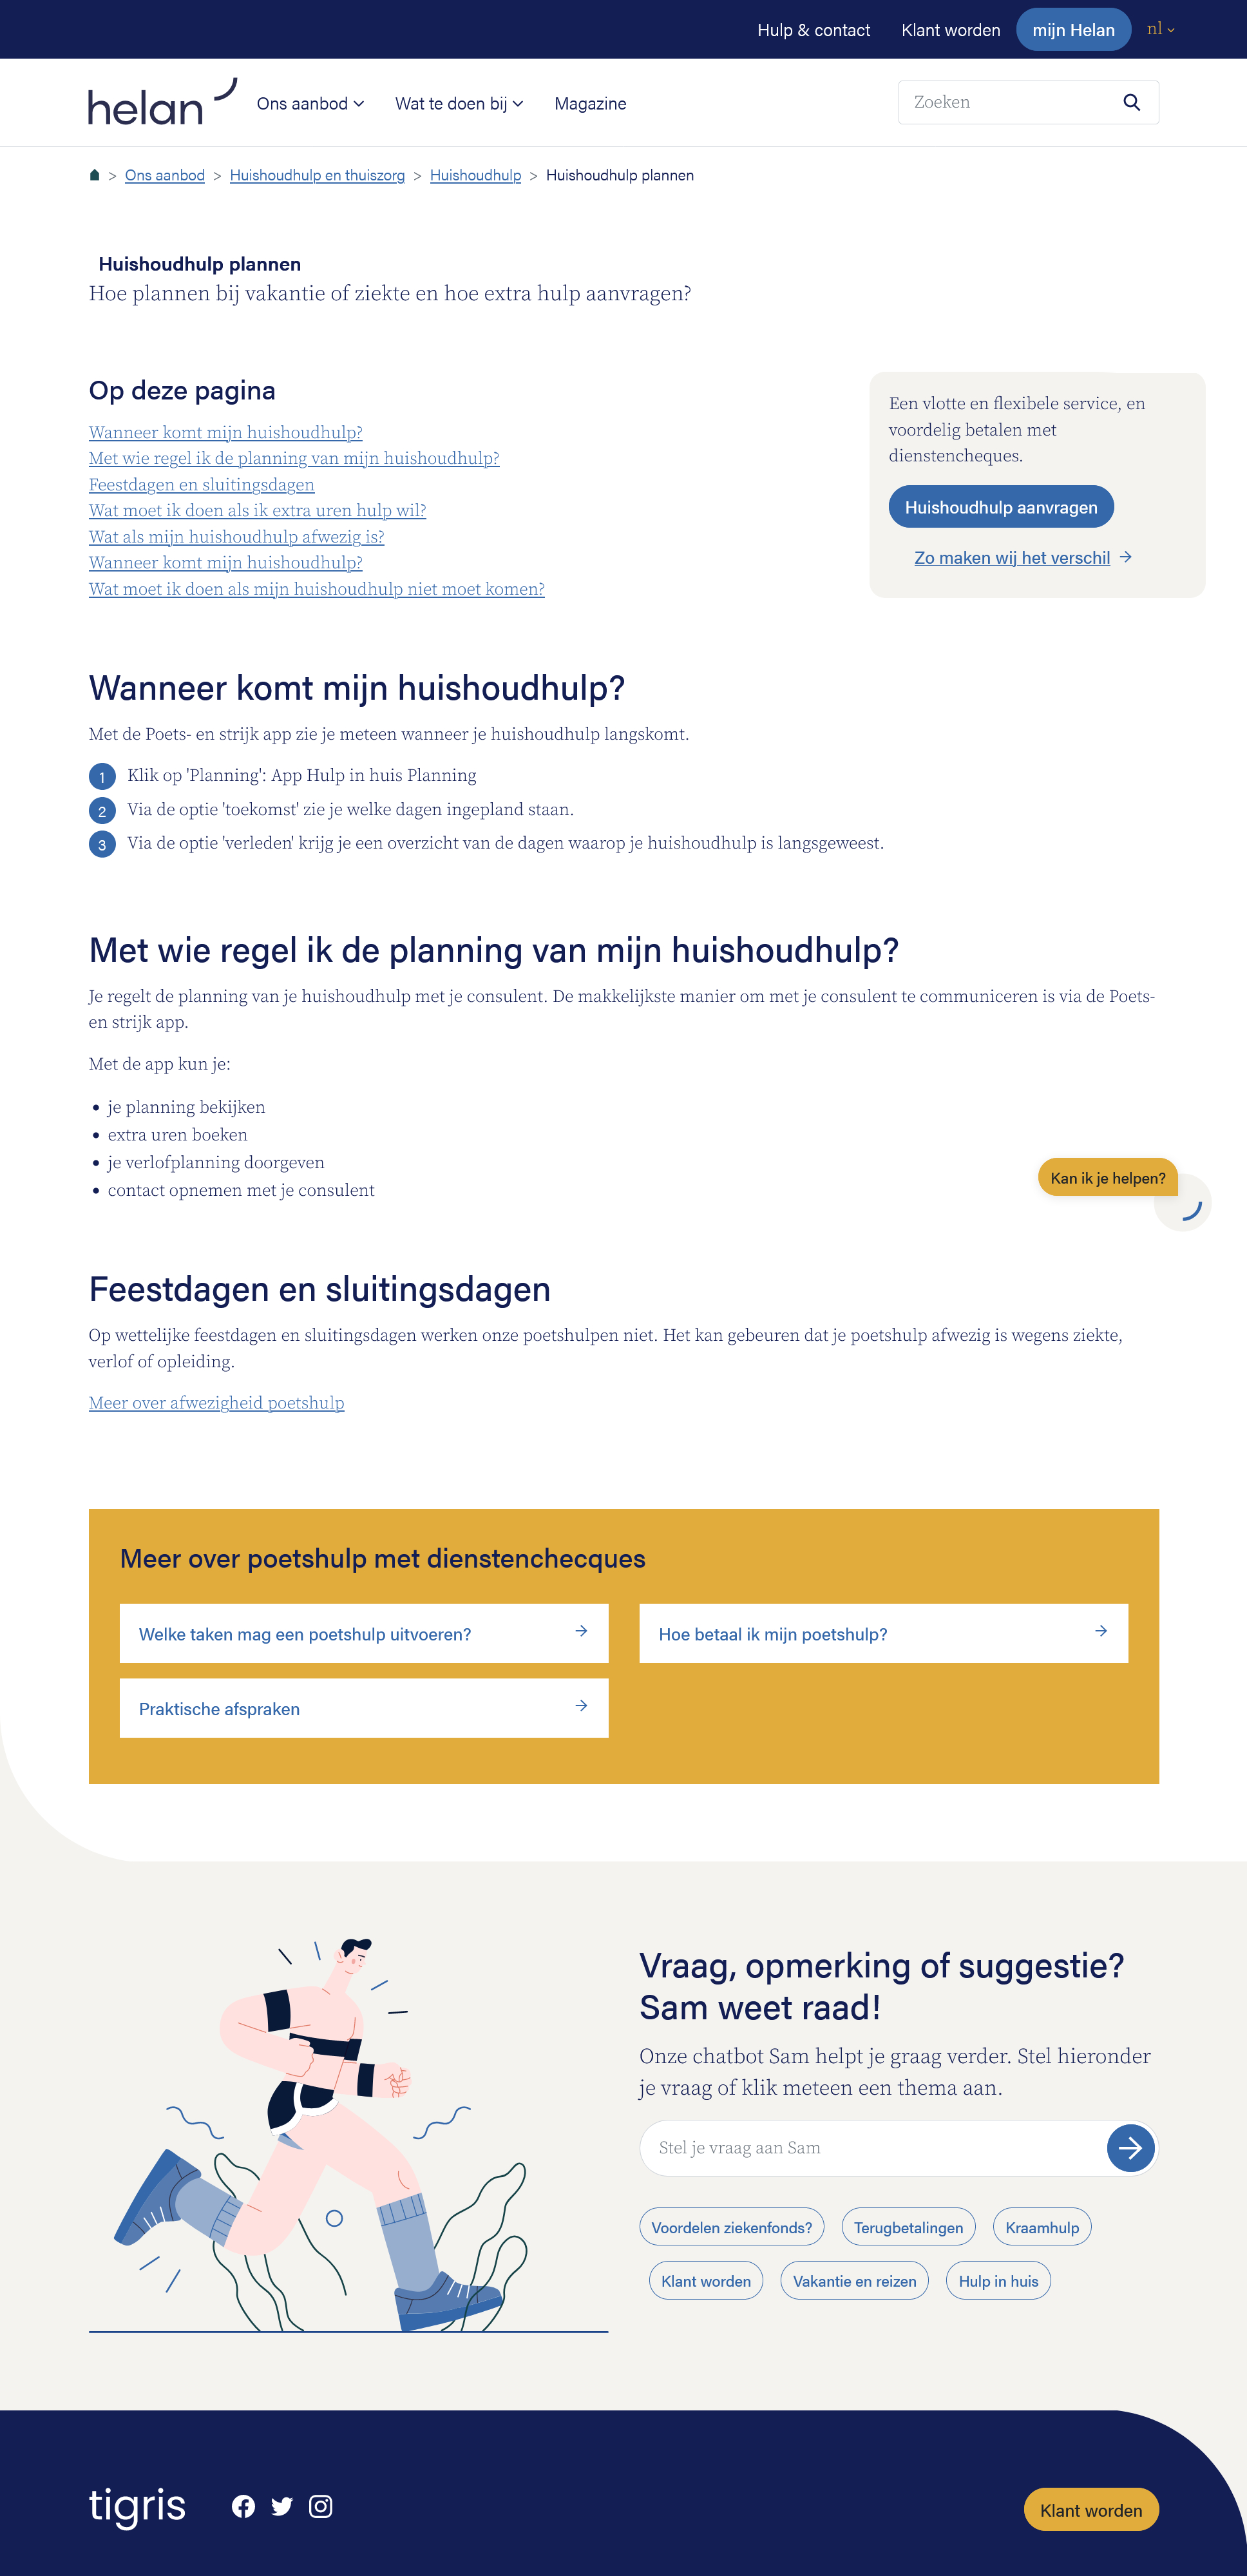 Hulp & contact
Klant worden
mijn Helan
nl
helan
Ons aanbod
Wat te doen bij
Magazine
Zoeken
> Ons aanbod > Huishoudhulp en thuiszorg > Huishoudhulp > Huishoudhulp plannen
Huishoudhulp plannen
Hoe plannen bij vakantie of ziekte en hoe extra hulp aanvragen?
Op deze pagina
Wanneer komt mijn huishoudhulp?
Met wie regel ik de planning van mijn huishoudhulp?
Feestdagen en sluitingsdagen
Wat moet ik doen als ik extra uren hulp wil?
Wat als mijn huishoudhulp afwezig is?
Wanneer komt mijn huishoudhulp?
Wat moet ik doen als mijn huishoudhulp niet moet komen?
Een vlotte en flexibele service, en
voordelig betalen met
dienstencheques.
Huishoudhulp aanvragen
Zo maken wij het verschil
Wanneer komt mijn huishoudhulp?
Met de Poets- en strijk app zie je meteen wanneer je huishoudhulp langskomt.
1 Klik op 'Planning': App Hulp in huis Planning
2 Via de optie 'toekomst' zie je welke dagen ingepland staan.
3 Via de optie 'verleden' krijg je een overzicht van de dagen waarop je huishoudhulp is langsgeweest.
Met wie regel ik de planning van mijn huishoudhulp?
Je regelt de planning van je huishoudhulp met je consulent. De makkelijkste manier om met je consulent te communiceren is via de Poets-
en strijk app.
Met de app kun je:
• je planning bekijken
• extra uren boeken
• je verlofplanning doorgeven
• contact opnemen met je consulent
Kan ik je helpen?
Feestdagen en sluitingsdagen
Op wettelijke feestdagen en sluitingsdagen werken onze poetshulpen niet. Het kan gebeuren dat je poetshulp afwezig is wegens ziekte,
verlof of opleiding.
Meer over afwezigheid poetshulp
Meer over poetshulp met dienstenchecques
Welke taken mag een poetshulp uitvoeren?
Hoe betaal ik mijn poetshulp?
Praktische afspraken
Vraag, opmerking of suggestie?
Sam weet raad!
Onze chatbot Sam helpt je graag verder. Stel hieronder
je vraag of klik meteen een thema aan.
Stel je vraag aan Sam
Voordelen ziekenfonds?
Terugbetalingen
Kraamhulp
Klant worden
Vakantie en reizen
Hulp in huis
tigris
Klant worden